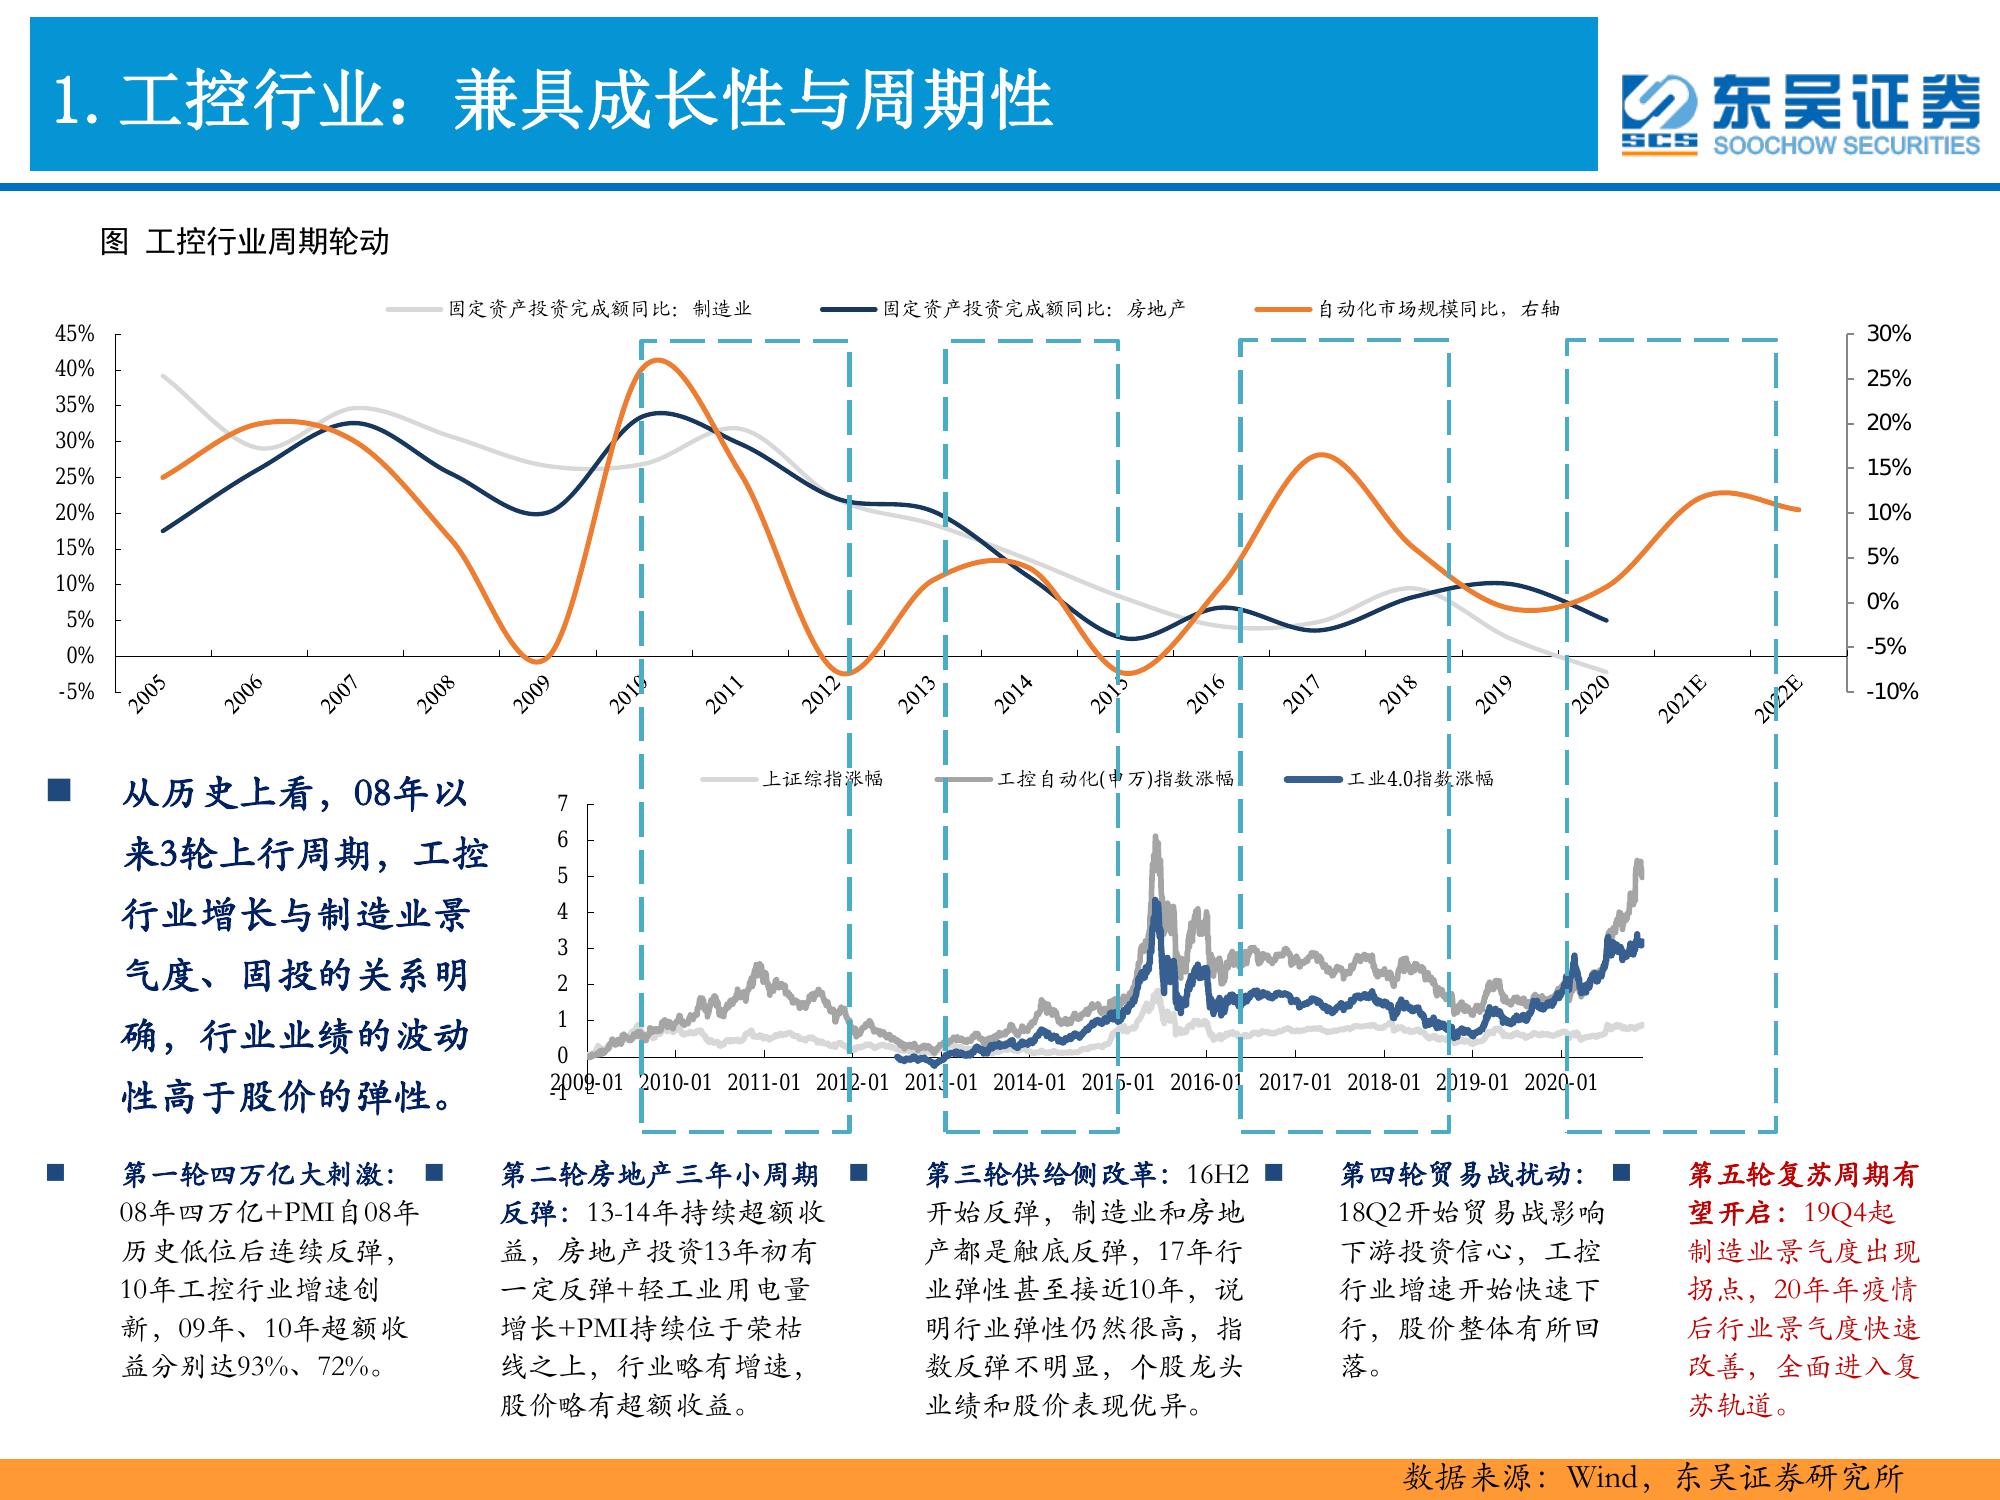 1. 工控行业：兼具成长性与周期性
SCS
东吴证券
SOOCHOW SECURITIES
图 工控行业周期轮动
固定资产投资完成额同比：制造业
固定资产投资完成额同比：房地产
自动化市场规模同比，右轴
45%
40%
35%
30%
25%
20%
15%
10%
5%
0%
-5%
30%
25%
20%
15%
10%
5%
0%
-5%
-10%
2005 2006 2007 2008 2009 2010 2011 2012 2013 2014 2015 2016 2017 2018 2019 2020 2021E 2022E
■ 从历史上看，08年以
来3轮上行周期，工控
行业增长与制造业景
气度、固投的关系明
确，行业业绩的波动
性高于股价的弹性。
上证综指涨幅
工控自动化(申万)指数涨幅
工业4.0指数涨幅
7
6
5
4
3
2
1
0
-1
2009-01 2010-01 2011-01 2012-01 2013-01 2014-01 2015-01 2016-01 2017-01 2018-01 2019-01 2020-01
■ 第一轮四万亿大刺激：
08年四万亿+PMI自08年
历史低位后连续反弹，
10年工控行业增速创
新，09年、10年超额收
益分别达93%、72%。
■ 第二轮房地产三年小周期
反弹：13-14年持续超额收
益，房地产投资13年初有
一定反弹+轻工业用电量
增长+PMI持续位于荣枯
线之上，行业略有增速，
股价略有超额收益。
■ 第三轮供给侧改革：16H2
开始反弹，制造业和房地
产都是触底反弹，17年行
业弹性甚至接近10年，说
明行业弹性仍然很高，指
数反弹不明显，个股龙头
业绩和股价表现优异。
■ 第四轮贸易战扰动：
18Q2开始贸易战影响
下游投资信心，工控
行业增速开始快速下
行，股价整体有所回
落。
■ 第五轮复苏周期有
望开启：19Q4起
制造业景气度出现
拐点，20年年疫情
后行业景气度快速
改善，全面进入复
苏轨道。
数据来源：Wind，东吴证券研究所